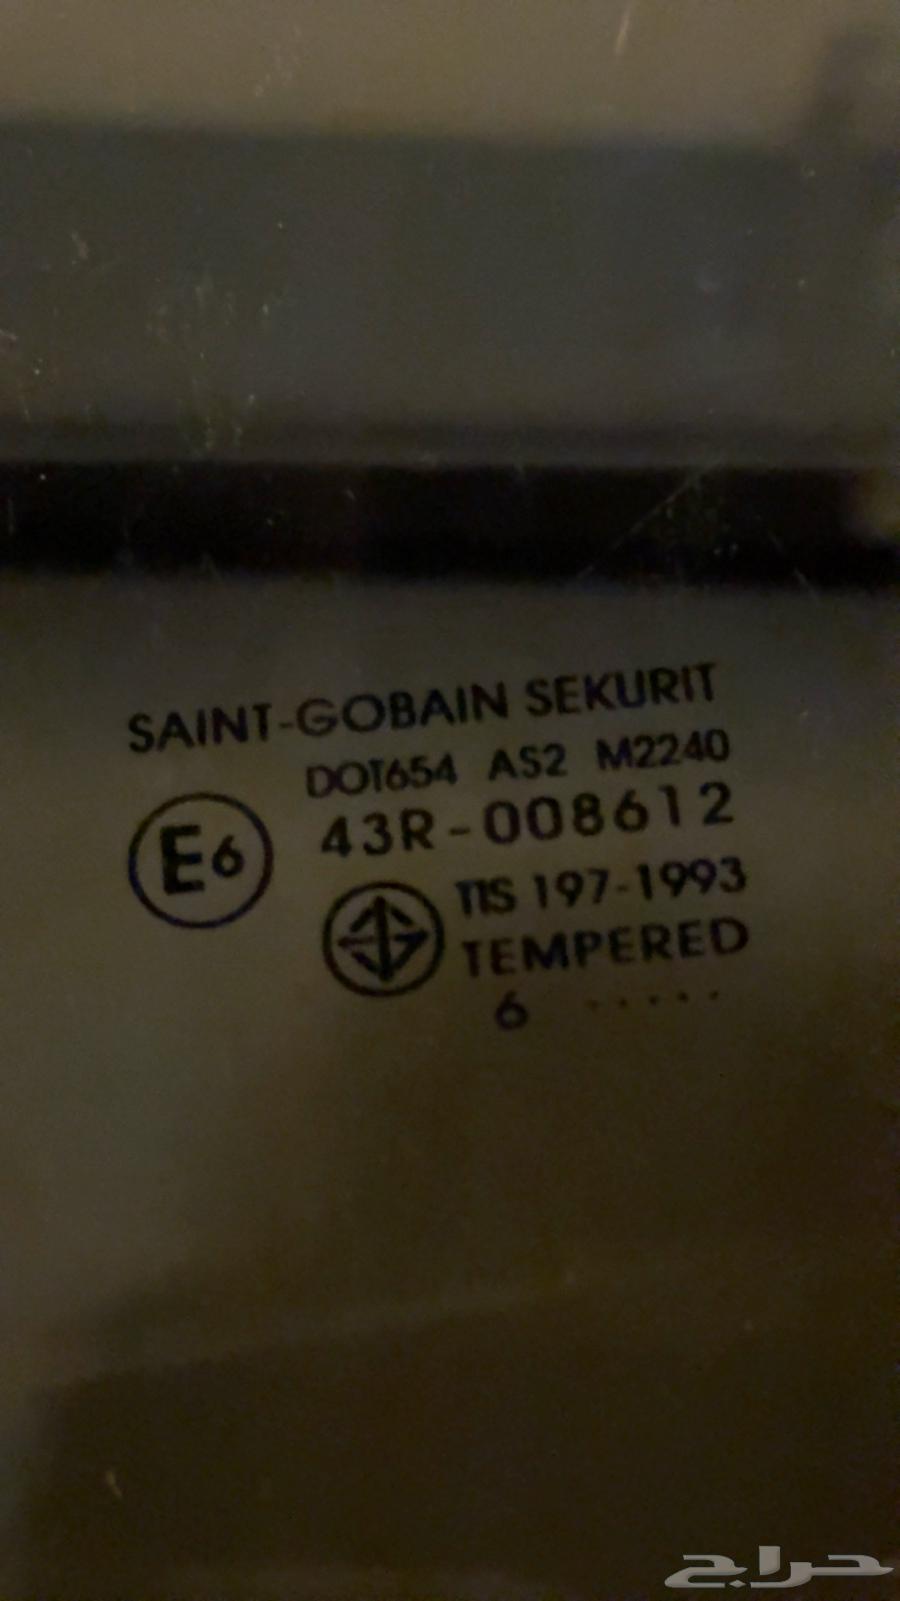 SAINT-GOBAIN SEKURIT
DOT654 AS2 M2240
E6 43R-008612
TIS 197-1993
TEMPERED
6 .....
حراج